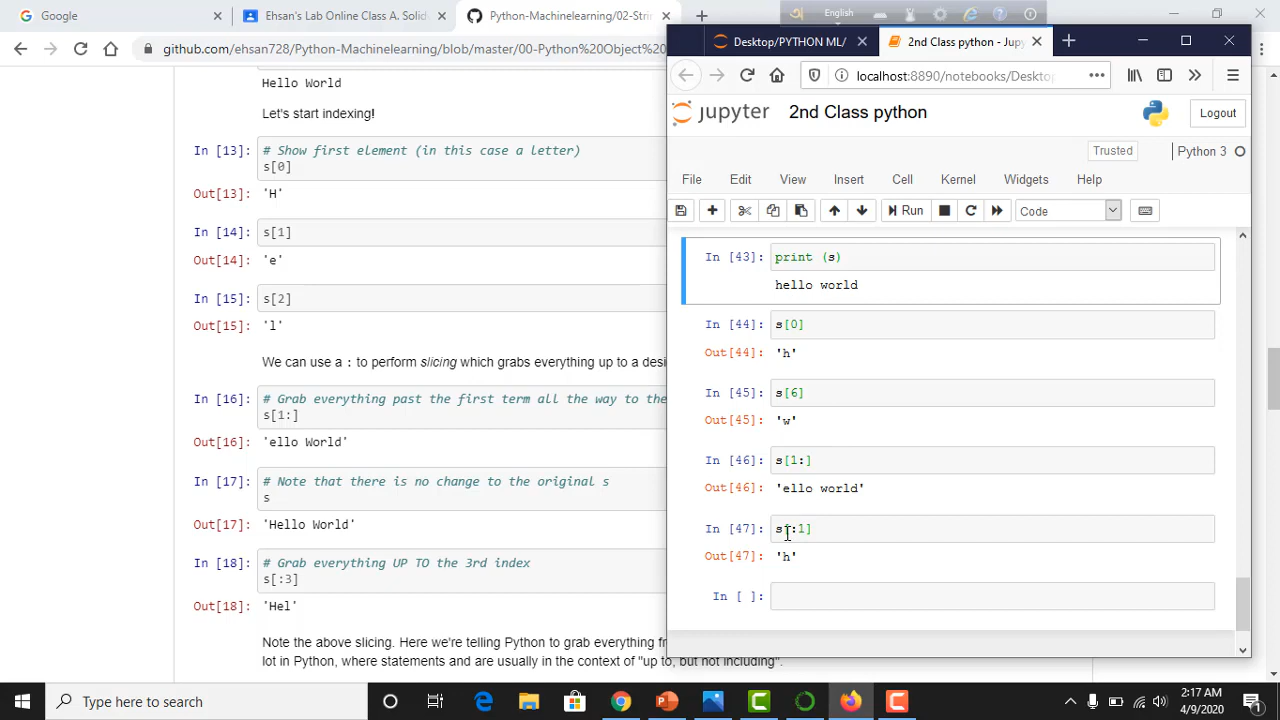 Google
Ehsan's Lab Online Class A. Solid
Python-Machinelearning/02-Strin
English
github.com/ehsan728/Python-Machinelearning/blob/master/00-Python%20Object%20
Hello World
Let's start indexing!
In [13]: # Show first element (in this case a letter)
s[0]
Out[13]: 'H'
In [14]: s[1]
Out[14]: 'e'
In [15]: s[2]
Out[15]: 'l'
We can use a : to perform slicing which grabs everything up to a desi
In [16]: # Grab everything past the first term all the way to the
s[1:]
Out[16]: 'ello World'
In [17]: # Note that there is no change to the original s
s
Out[17]: 'Hello World'
In [18]: # Grab everything UP TO the 3rd index
s[:3]
Out[18]: 'Hel'
Note the above slicing. Here we're telling Python to grab everything
lot in Python, where statements and are usually in the context of "up to, but not including".
Desktop/PYTHON ML/
2nd Class python - Jupy
localhost:8890/notebooks/Deskto
jupyter 2nd Class python
Logout
Trusted
Python 3
File Edit View Insert Cell Kernel Widgets Help
Run
Code
In [43]: print (s)
hello world
In [44]: s[0]
Out[44]: 'h'
In [45]: s[6]
Out[45]: 'w'
In [46]: s[1:]
Out[46]: 'ello world'
In [47]: s[:1]
Out[47]: 'h'
In [ ]:
Type here to search
2:17 AM
4/9/2020
1